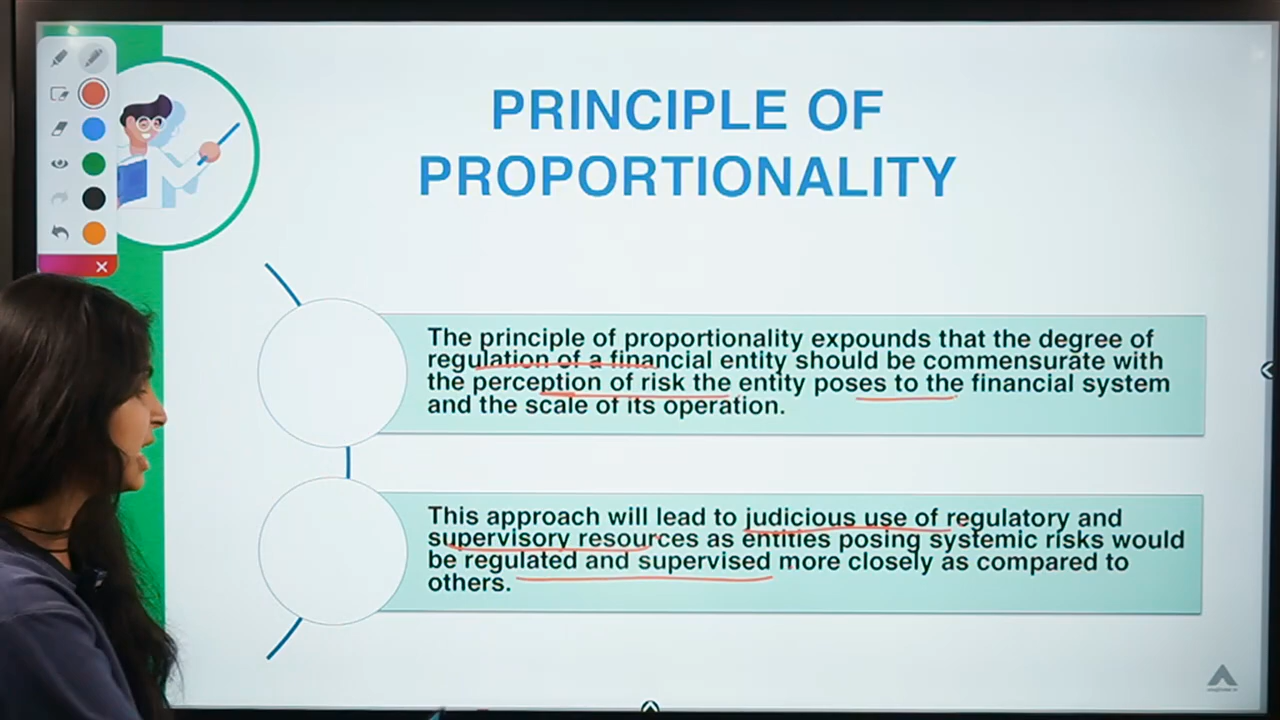 PRINCIPLE OF
PROPORTIONALITY
The principle of proportionality expounds that the degree of
regulation of a financial entity should be commensurate with
the perception of risk the entity poses to the financial system
and the scale of its operation.
This approach will lead to judicious use of regulatory and
supervisory resources as entities posing systemic risks would
be regulated and supervised more closely as compared to
others.